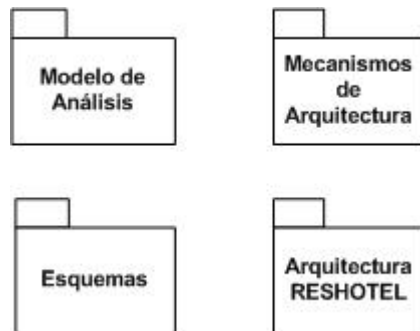 Modelo de
Análisis
Mecanismos
de
Arquitectura
Esquemas
Arquitectura
RESHOTEL